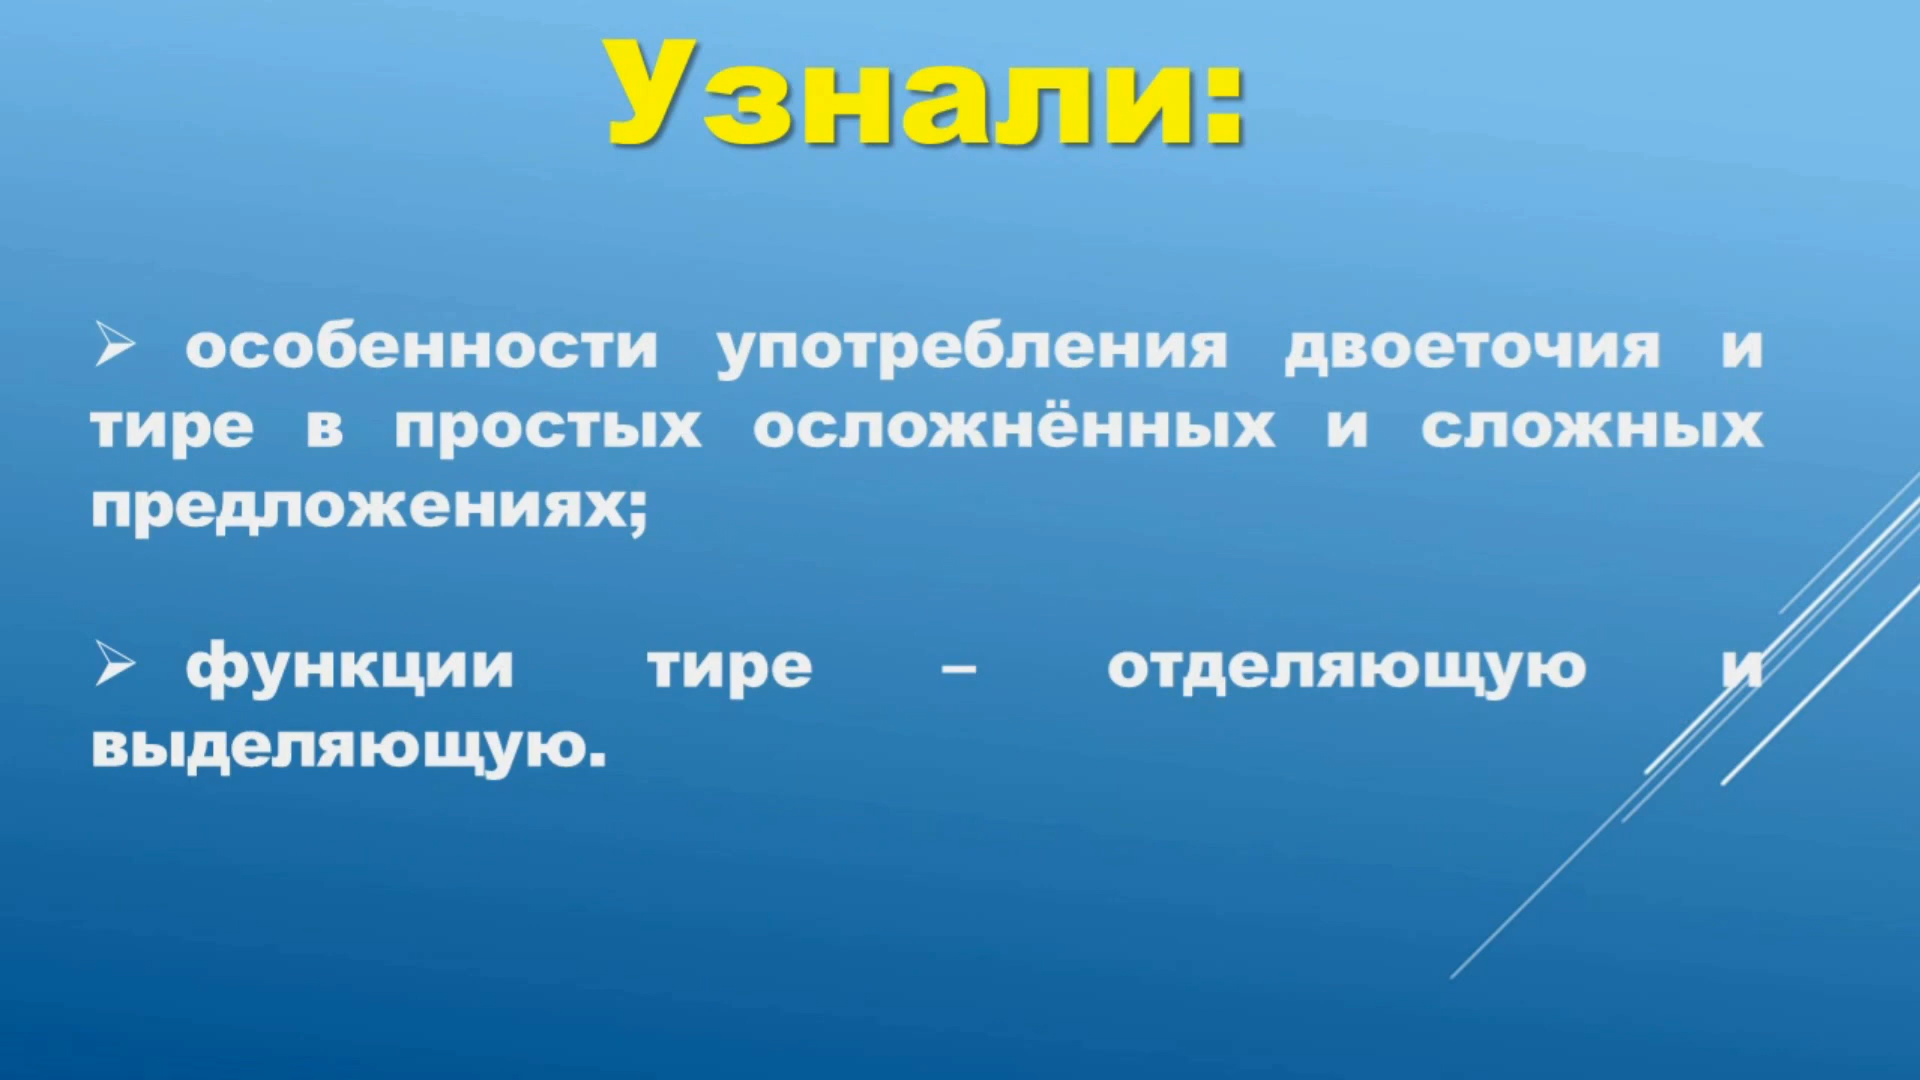 Узнали:
➢ особенности употребления двоеточия и
тире в простых осложнённых и сложных
предложениях;
➢ функции тире – отделяющую и
выделяющую.